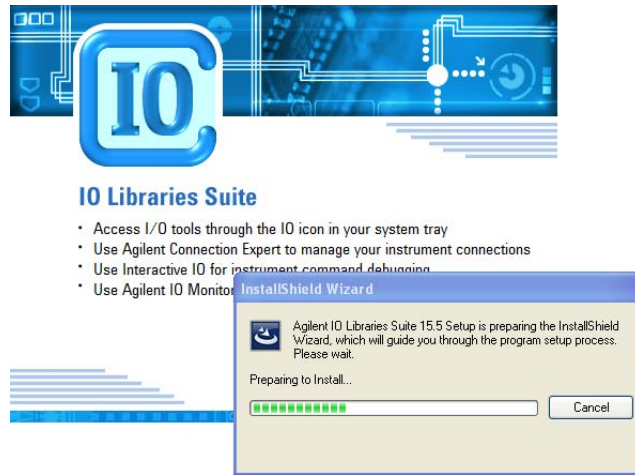 IO
IO Libraries Suite
• Access I/O tools through the IO icon in your system tray
• Use Agilent Connection Expert to manage your instrument connections
• Use Interactive IO for instrument command debugging
• Use Agilent IO Monitor
InstallShield Wizard
Agilent IO Libraries Suite 15.5 Setup is preparing the InstallShield
Wizard, which will guide you through the program setup process.
Please wait.
Preparing to Install...
Cancel